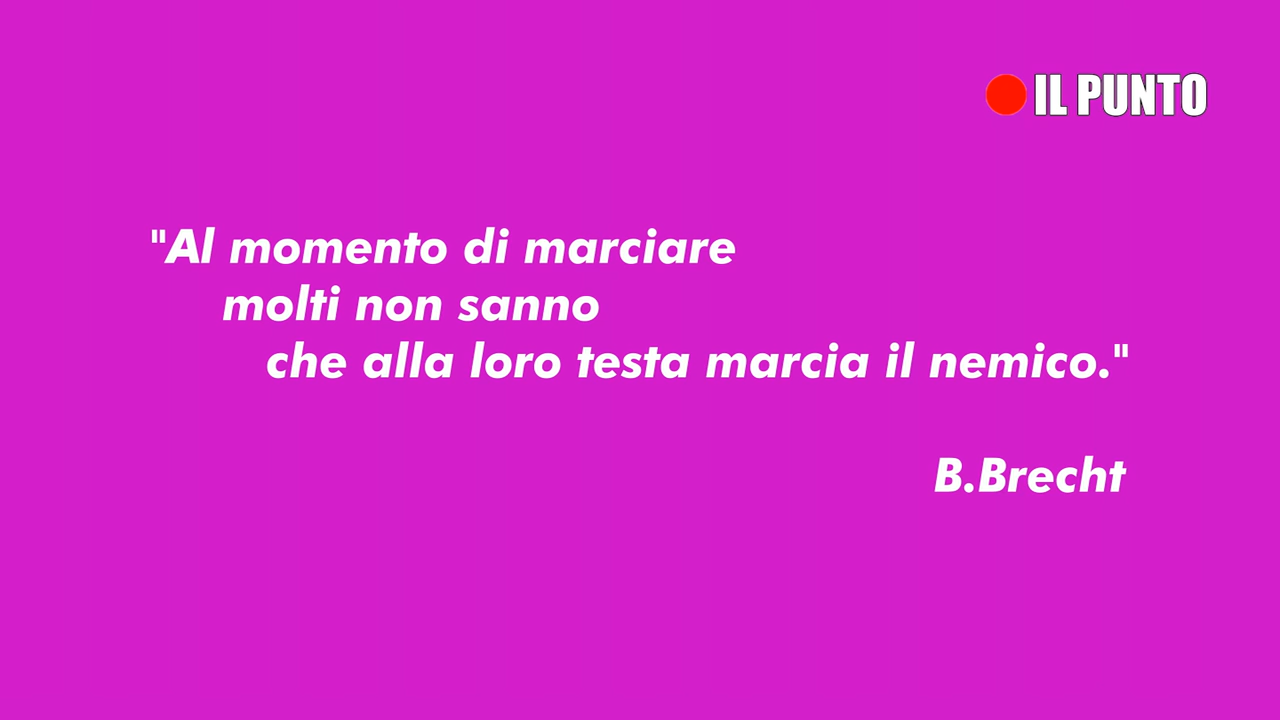 IL PUNTO
"Al momento di marciare
molti non sanno
che alla loro testa marcia il nemico."
B.Brecht